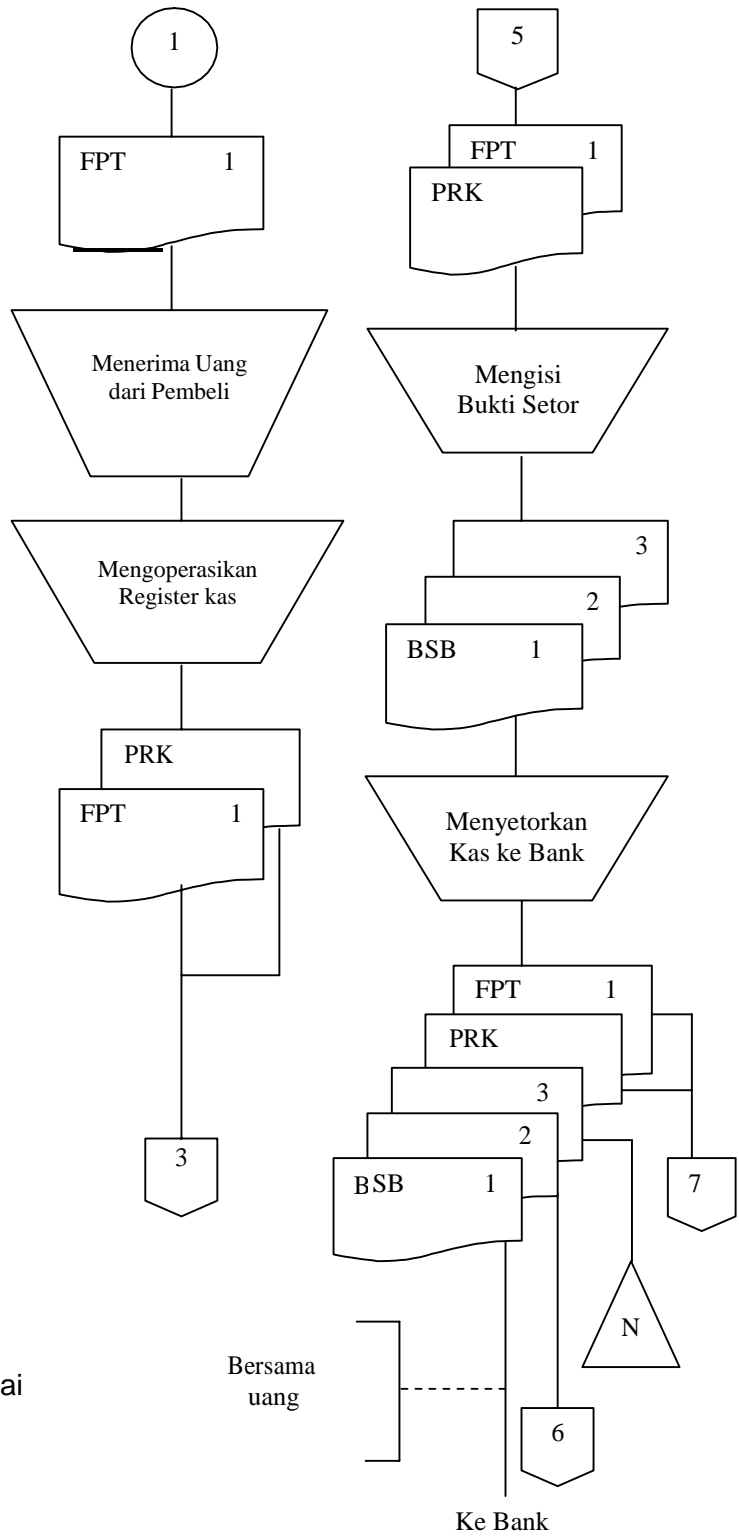 1
FPT 1
Menerima Uang
dari Pembeli
Mengoperasikan
Register kas
PRK
FPT 1
3
5
FPT 1
PRK
Mengisi
Bukti Setor
3
2
BSB 1
Menyetorkan
Kas ke Bank
FPT 1
PRK
3
2
BSB 1
7
N
6
Bersama
uang
Ke Bank
ai